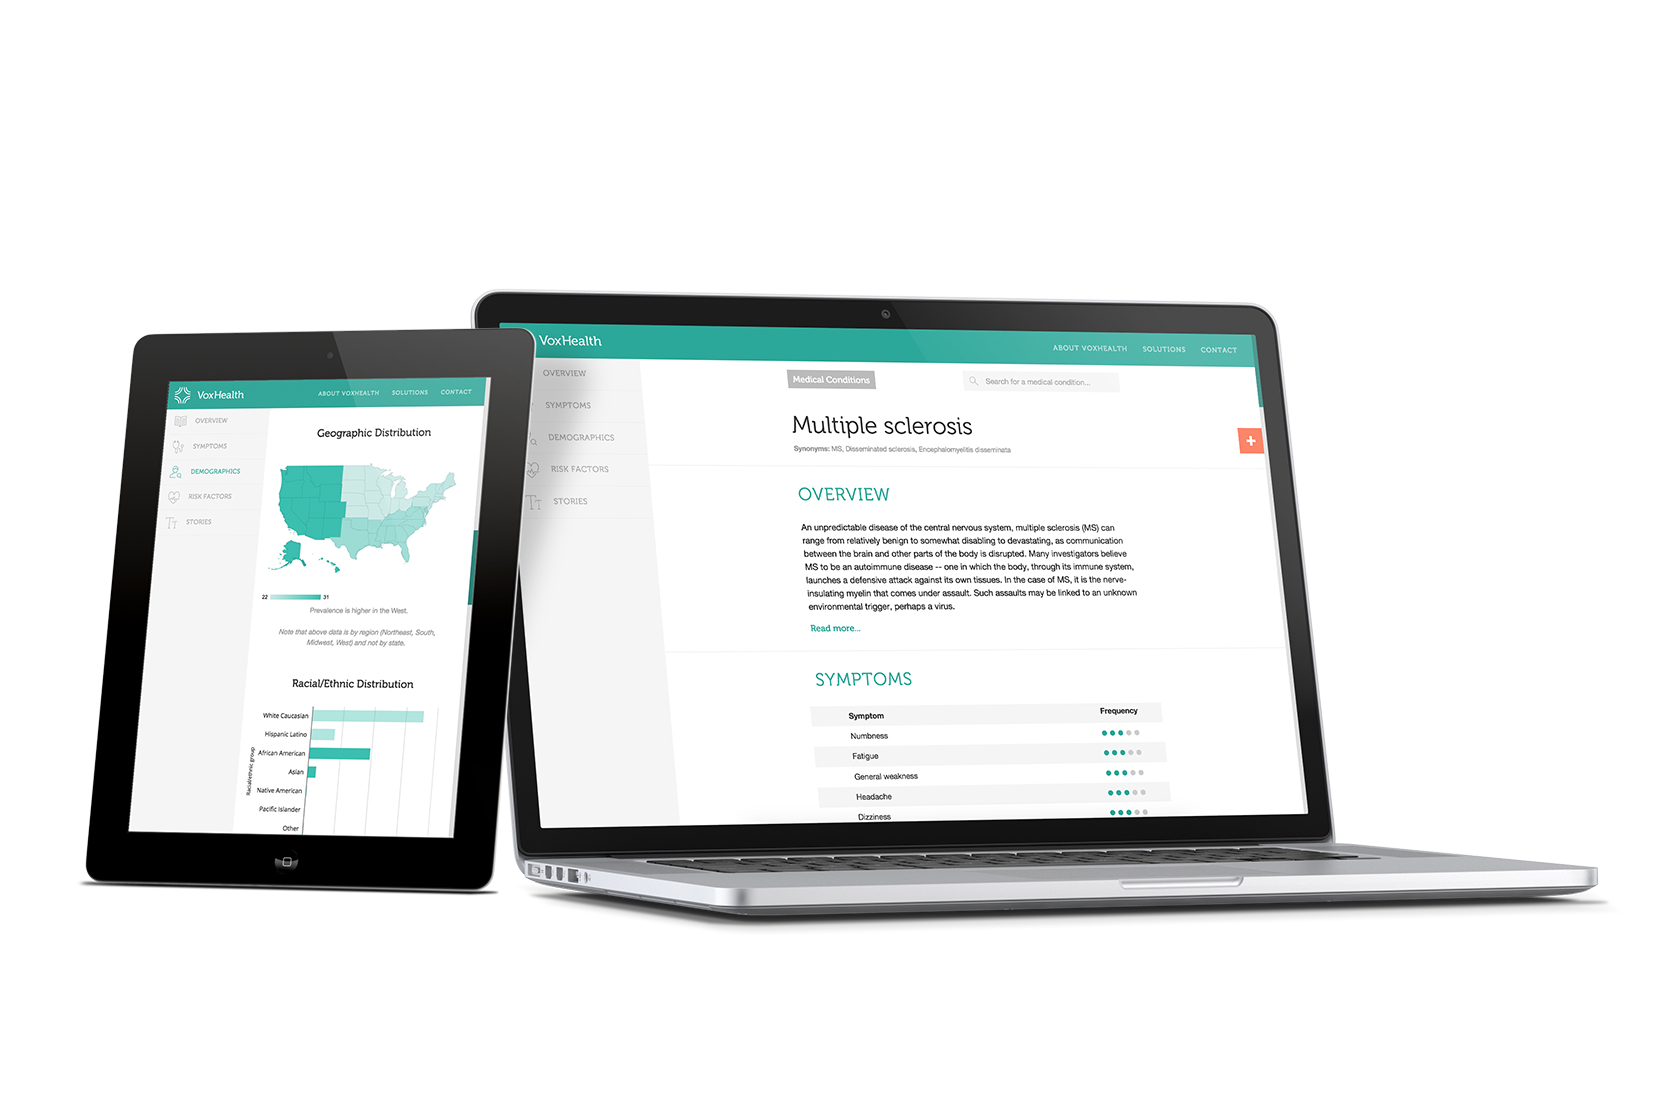 VoxHealth
ABOUT VOXHEALTH
SOLUTIONS
CONTACT
OVERVIEW
SYMPTOMS
DEMOGRAPHICS
RISK FACTORS
STORIES
Geographic Distribution
22
31
Prevalence is higher in the West.
Note that above data is by region (Northeast, South,
Midwest, West) and not by state.
Racial/Ethnic Distribution
Racial/ethnic group
White Caucasian
Hispanic Latino
African American
Asian
Native American
Pacific Islander
Other
VoxHealth
ABOUT VOXHEALTH
SOLUTIONS
CONTACT
OVERVIEW
SYMPTOMS
DEMOGRAPHICS
RISK FACTORS
STORIES
Medical Conditions
Search for a medical condition...
Multiple sclerosis
Synonyms: MS, Disseminated sclerosis, Encephalomyelitis disseminata
+
OVERVIEW
An unpredictable disease of the central nervous system, multiple sclerosis (MS) can
range from relatively benign to somewhat disabling to devastating, as communication
between the brain and other parts of the body is disrupted. Many investigators believe
MS to be an autoimmune disease -- one in which the body, through its immune system,
launches a defensive attack against its own tissues. In the case of MS, it is the nerve-
insulating myelin that comes under assault. Such assaults may be linked to an unknown
environmental trigger, perhaps a virus.
Read more...
SYMPTOMS
Symptom Frequency
Numbness
Fatigue
General weakness
Headache
Dizziness